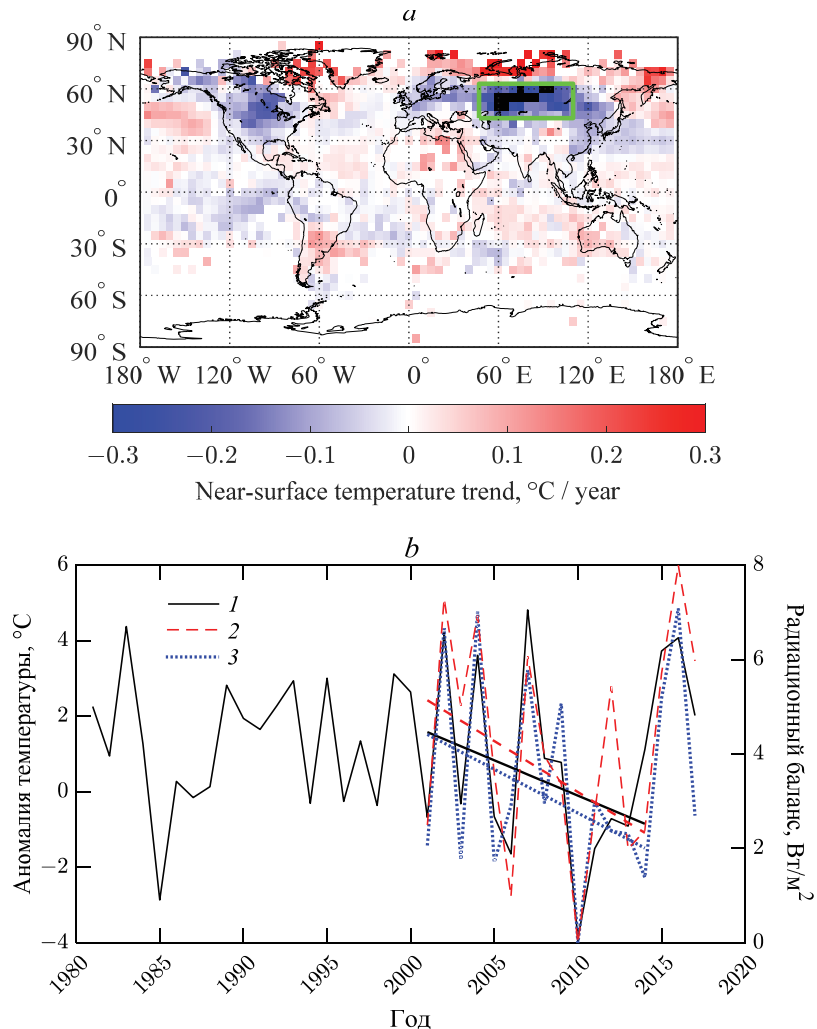 a
90° N
60° N
30° N
0°
30° S
60° S
90° S
180° W 120° W 60° W 0° 60° E 120° E 180° E
−0.3 −0.2 −0.1 0 0.1 0.2 0.3
Near-surface temperature trend, °C / year
b
Аномалия температуры, °C
6
4
2
0
−2
−4
1
2
3
8
6
4
2
0
Радиационный баланс, Вт/м²
1980 1985 1990 1995 2000 2005 2010 2015 2020
Год